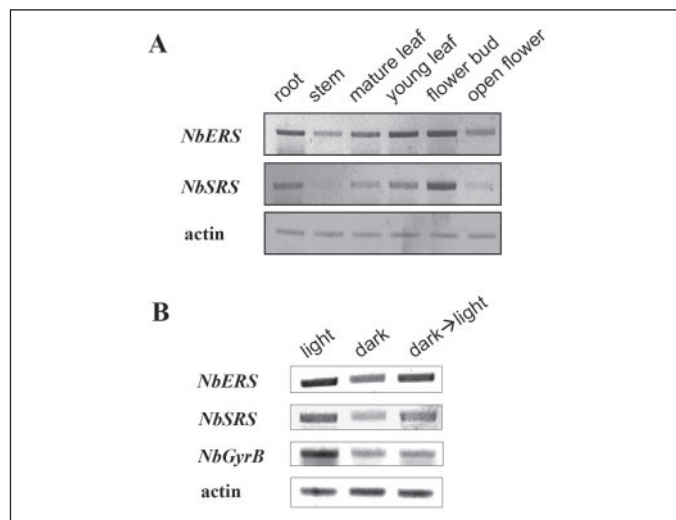 A
root stem mature leaf young leaf flower bud open flower
NbERS
NbSRS
actin
B
light dark dark→light
NbERS
NbSRS
NbGyrB
actin